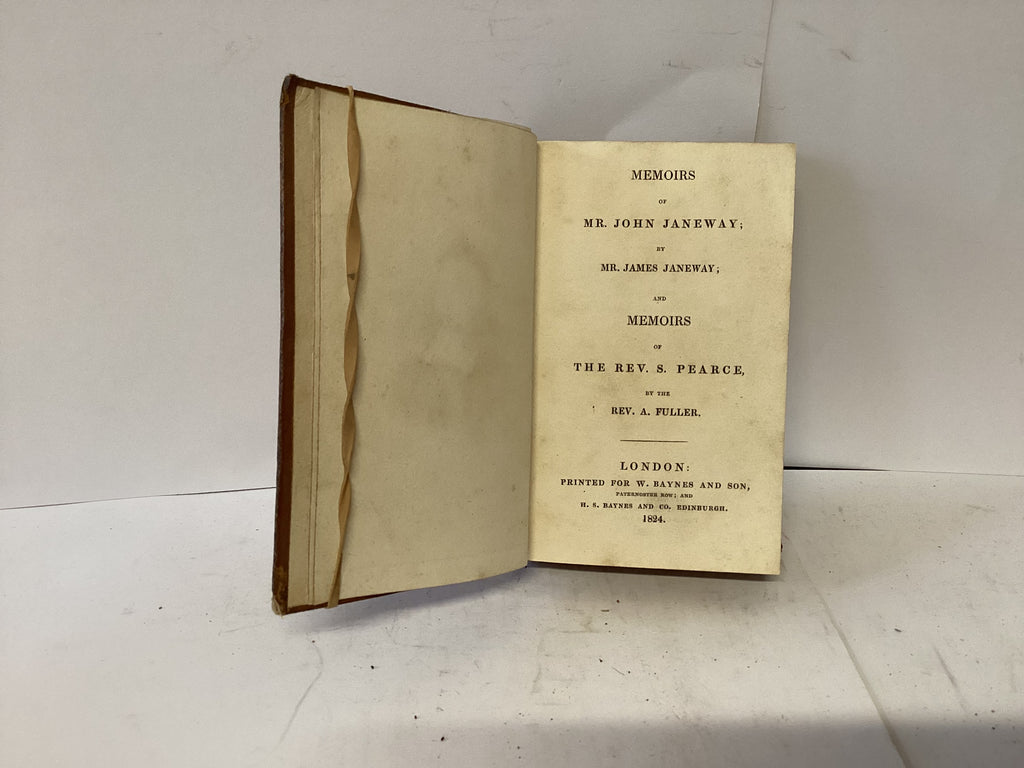 MEMOIRS
OF
MR. JOHN JANEWAY;
BY
MR. JAMES JANEWAY;
AND
MEMOIRS
OF
THE REV. S. PEARCE,
BY THE
REV. A. FULLER.
LONDON:
PRINTED FOR W. BAYNES AND SON,
PATERNOSTER ROW; AND
H. S. BAYNES AND CO. EDINBURGH.
1824.